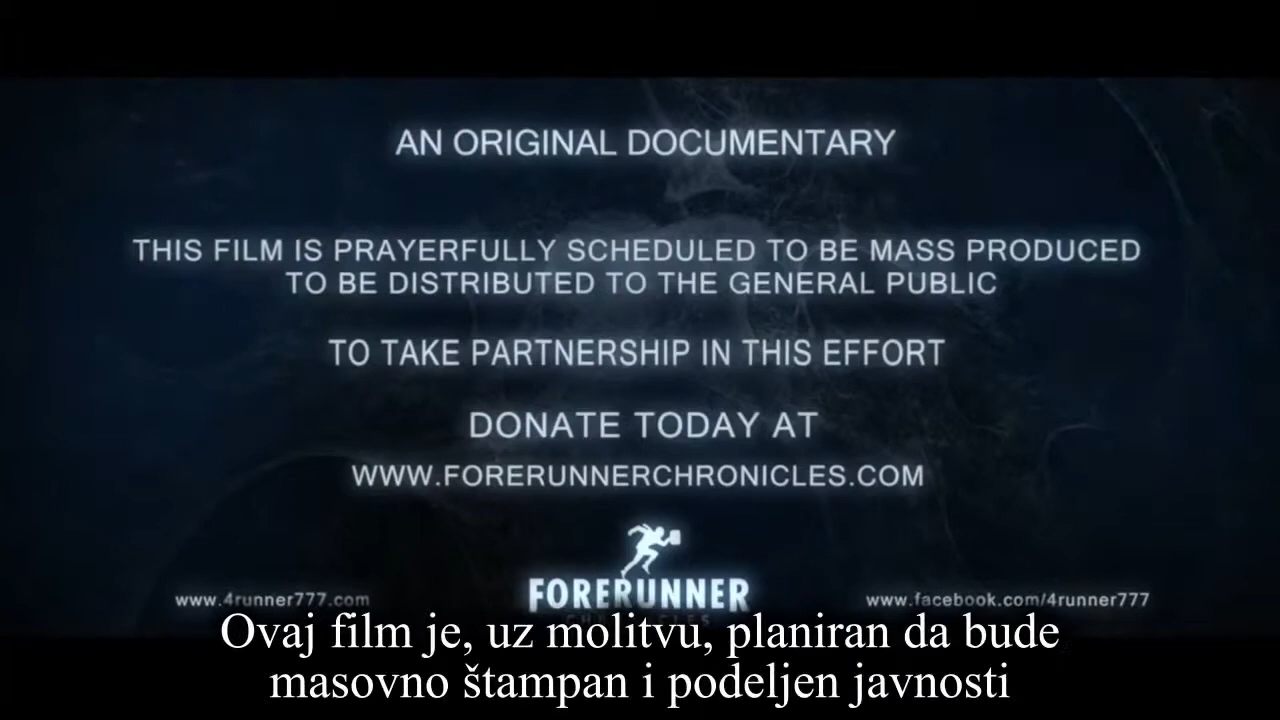 AN ORIGINAL DOCUMENTARY
THIS FILM IS PRAYERFULLY SCHEDULED TO BE MASS PRODUCED
TO BE DISTRIBUTED TO THE GENERAL PUBLIC
TO TAKE PARTNERSHIP IN THIS EFFORT
DONATE TODAY AT
WWW.FORERUNNERCHRONICLES.COM
FORERUNNER
CHRONICLES
www.4runner777.com
www.facebook.com/4runner777
Ovaj film je, uz molitvu, planiran da bude
masovno štampan i podeljen javnosti